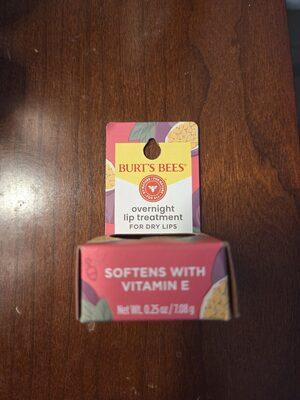 BURT'S BEES®
overnight
lip treatment
FOR DRY LIPS
SOFTENS WITH
VITAMIN E
Net Wt. 0.25 oz / 7.08 g